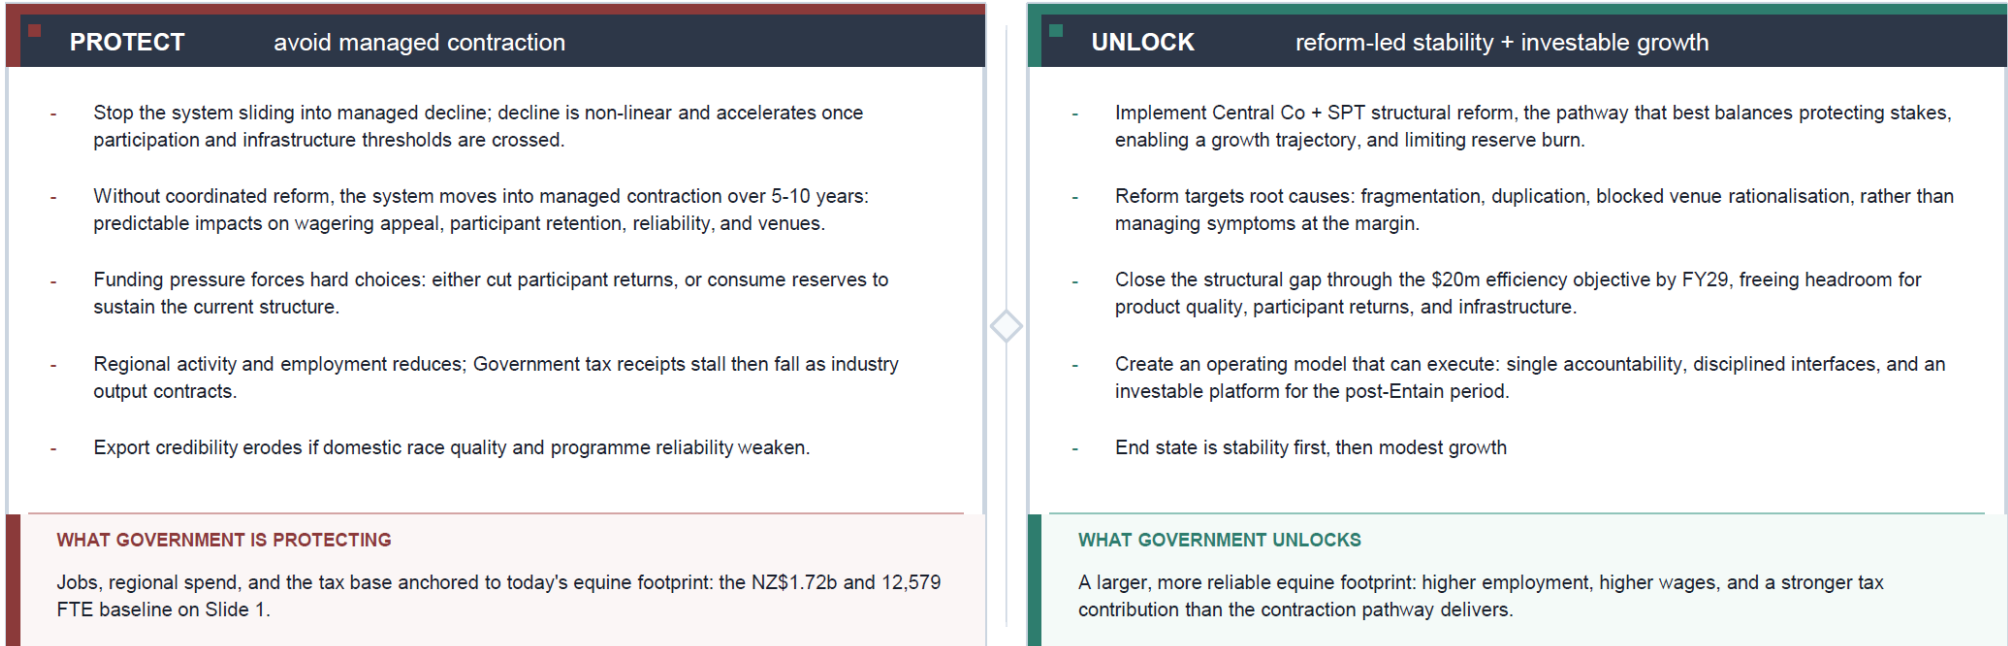 PROTECT avoid managed contraction
- Stop the system sliding into managed decline; decline is non-linear and accelerates once
participation and infrastructure thresholds are crossed.
- Without coordinated reform, the system moves into managed contraction over 5-10 years:
predictable impacts on wagering appeal, participant retention, reliability, and venues.
- Funding pressure forces hard choices: either cut participant returns, or consume reserves to
sustain the current structure.
- Regional activity and employment reduces; Government tax receipts stall then fall as industry
output contracts.
- Export credibility erodes if domestic race quality and programme reliability weaken.
WHAT GOVERNMENT IS PROTECTING
Jobs, regional spend, and the tax base anchored to today's equine footprint: the NZ$1.72b and 12,579
FTE baseline on Slide 1.
UNLOCK reform-led stability + investable growth
- Implement Central Co + SPT structural reform, the pathway that best balances protecting stakes,
enabling a growth trajectory, and limiting reserve burn.
- Reform targets root causes: fragmentation, duplication, blocked venue rationalisation, rather than
managing symptoms at the margin.
- Close the structural gap through the $20m efficiency objective by FY29, freeing headroom for
product quality, participant returns, and infrastructure.
- Create an operating model that can execute: single accountability, disciplined interfaces, and an
investable platform for the post-Entain period.
- End state is stability first, then modest growth
WHAT GOVERNMENT UNLOCKS
A larger, more reliable equine footprint: higher employment, higher wages, and a stronger tax
contribution than the contraction pathway delivers.